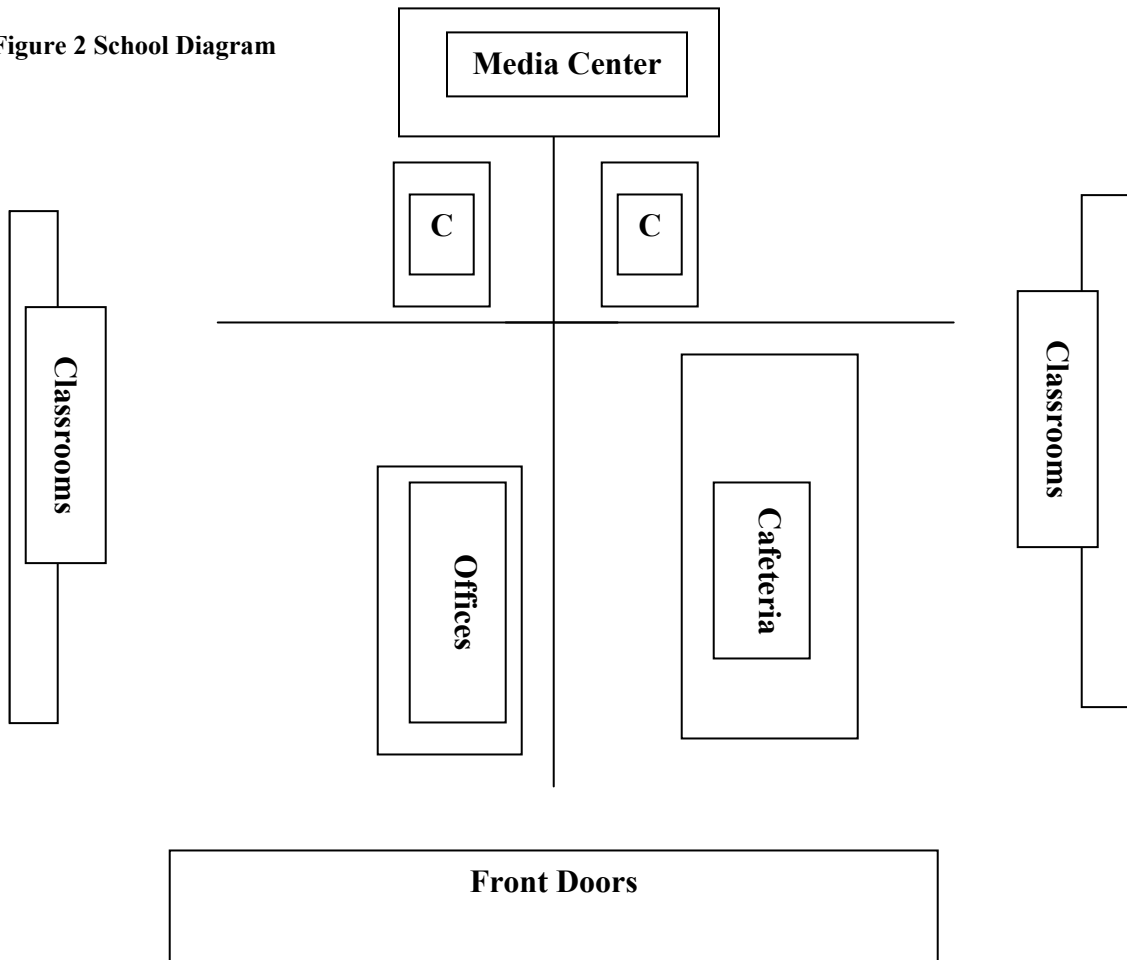 Figure 2 School Diagram
Media Center
C
C
Classrooms
Classrooms
Offices
Cafeteria
Front Doors